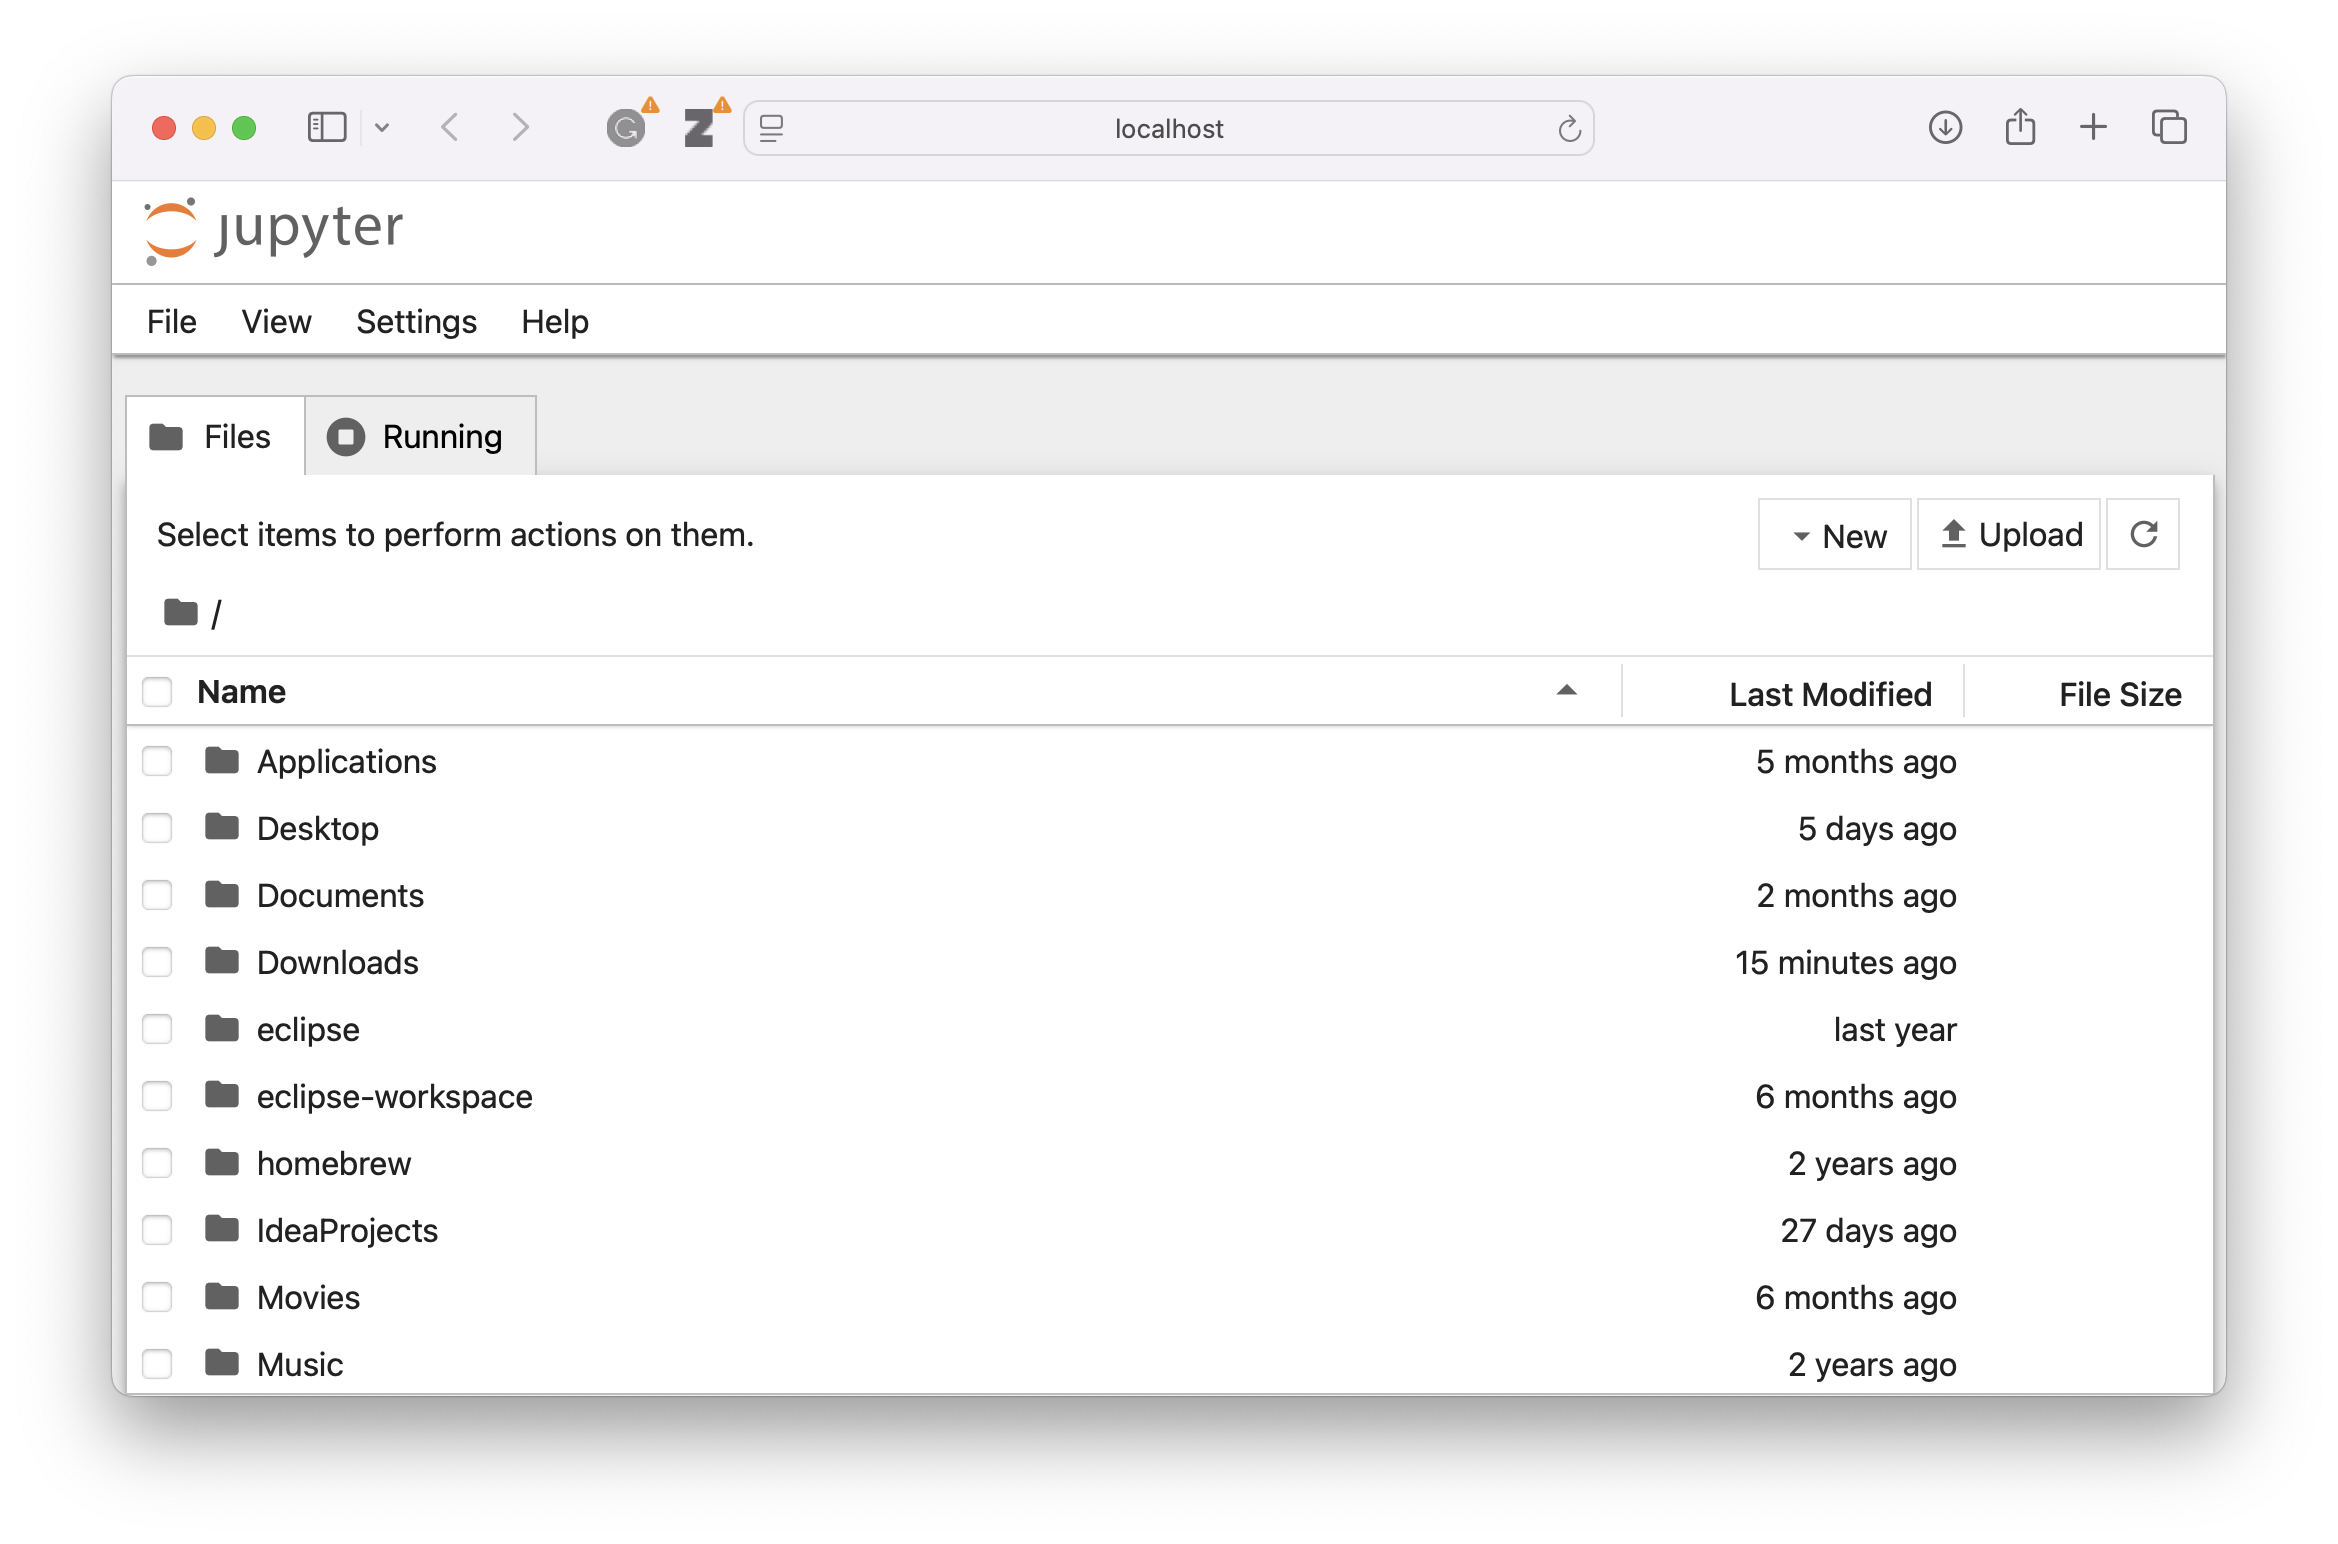 localhost
jupyter
File View Settings Help
Files Running
Select items to perform actions on them. New Upload
/
Name Last Modified File Size
Applications 5 months ago
Desktop 5 days ago
Documents 2 months ago
Downloads 15 minutes ago
eclipse last year
eclipse-workspace 6 months ago
homebrew 2 years ago
IdeaProjects 27 days ago
Movies 6 months ago
Music 2 years ago